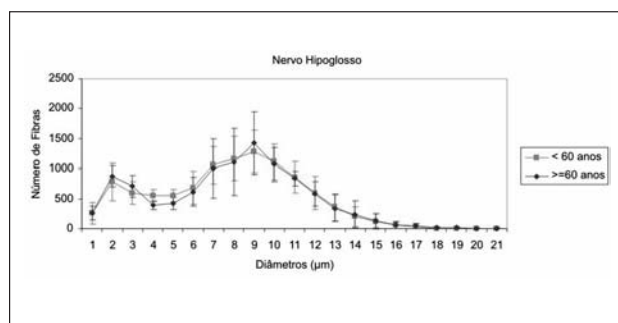 Nervo Hipoglosso
Número de Fibras
2500
2000
1500
1000
500
0
1 2 3 4 5 6 7 8 9 10 11 12 13 14 15 16 17 18 19 20 21
Diâmetros (µm)
< 60 anos
>=60 anos